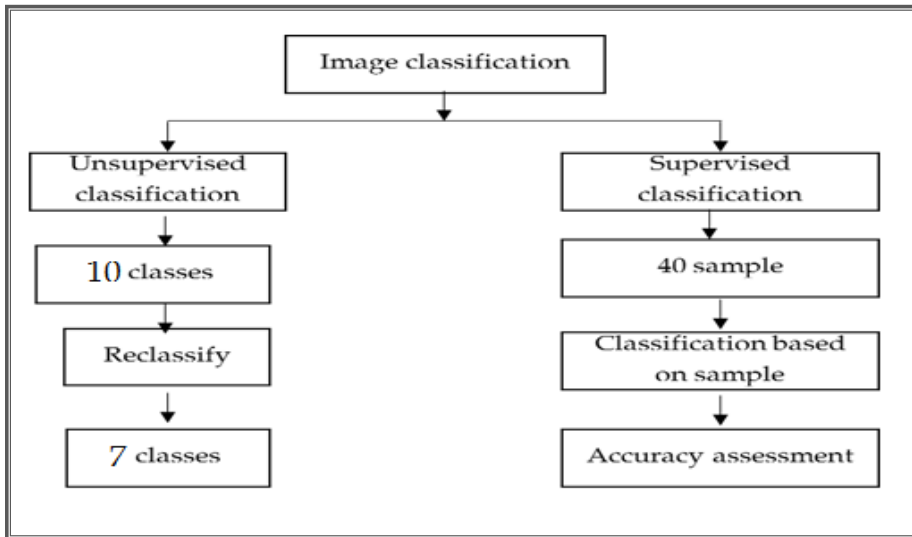 Image classification
Unsupervised
classification
10 classes
Reclassify
7 classes
Supervised
classification
40 sample
Classification based
on sample
Accuracy assessment